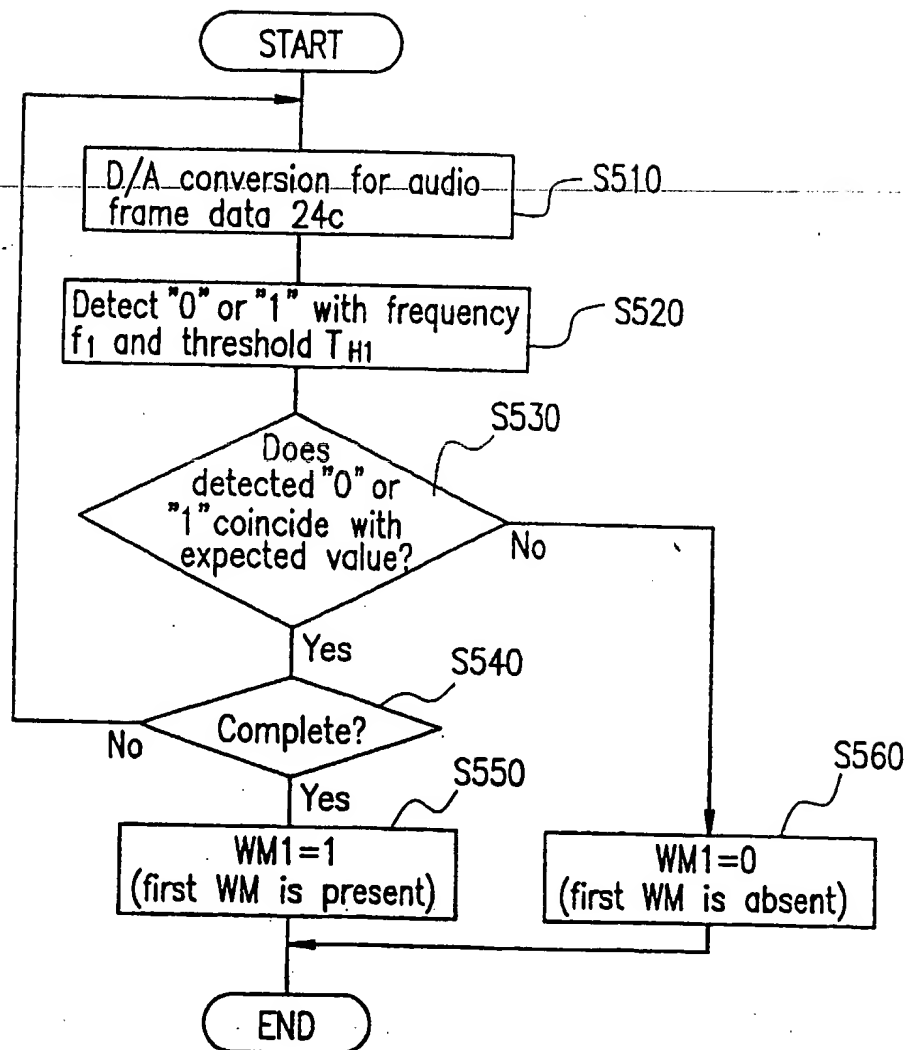 START
D/A conversion for audio
frame data 24c
S510
Detect "0" or "1" with frequency
f1 and threshold TH1
S520
S530
Does
detected "0" or
"1" coincide with
expected value?
No
Yes
S540
Complete?
No
Yes
S550
WM1=1
(first WM is present)
S560
WM1=0
(first WM is absent)
END